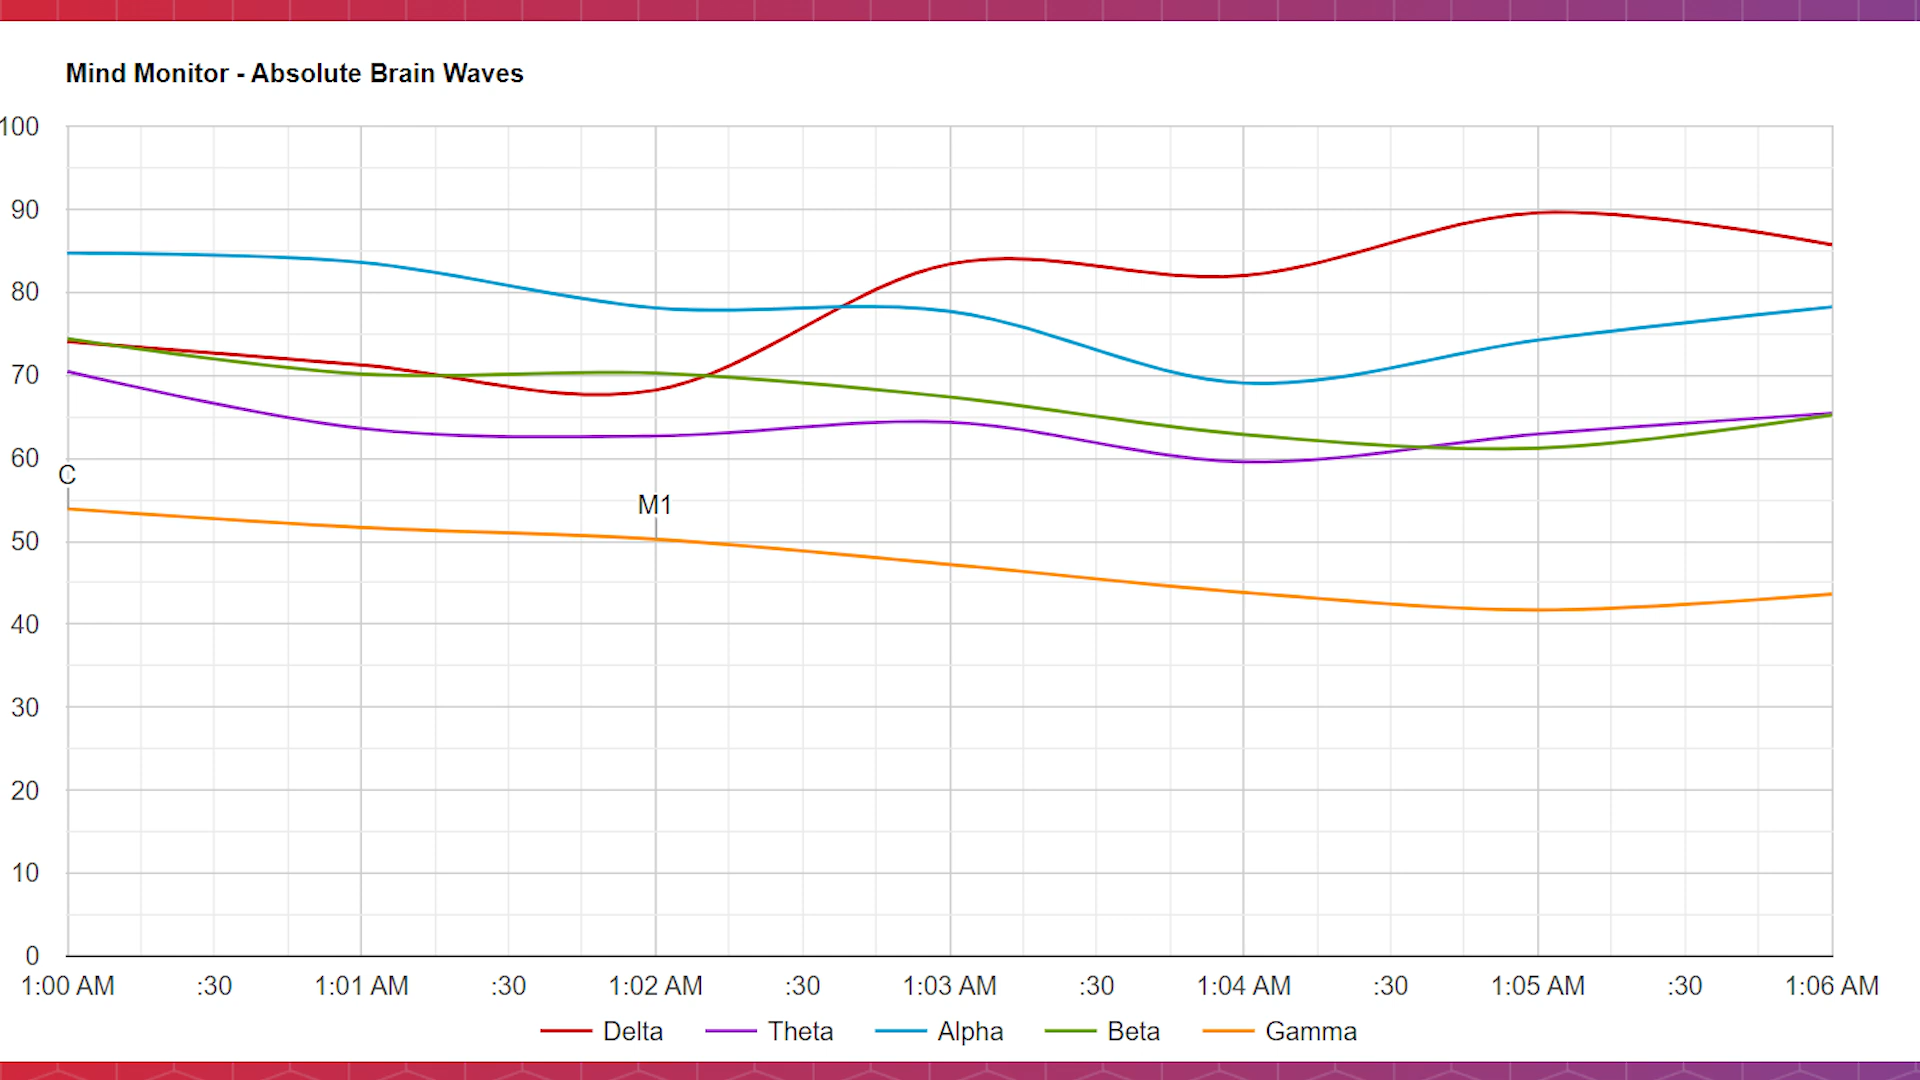 Mind Monitor - Absolute Brain Waves
100
90
80
70
60
C
M1
50
40
30
20
10
0
1:00 AM :30 1:01 AM :30 1:02 AM :30 1:03 AM :30 1:04 AM :30 1:05 AM :30 1:06 AM
Delta Theta Alpha Beta Gamma